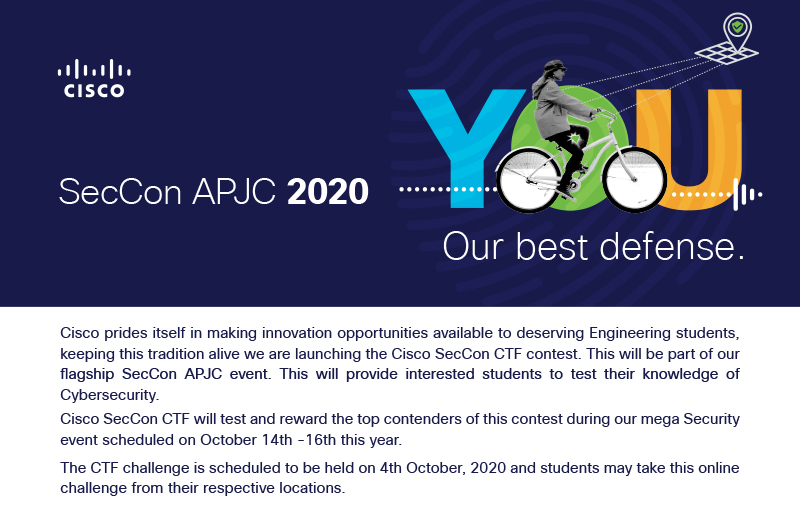 CISCO
YOU
SecCon APJC 2020
Our best defense.
Cisco prides itself in making innovation opportunities available to deserving Engineering students,
keeping this tradition alive we are launching the Cisco SecCon CTF contest. This will be part of our
flagship SecCon APJC event. This will provide interested students to test their knowledge of
Cybersecurity.
Cisco SecCon CTF will test and reward the top contenders of this contest during our mega Security
event scheduled on October 14th -16th this year.
The CTF challenge is scheduled to be held on 4th October, 2020 and students may take this online
challenge from their respective locations.